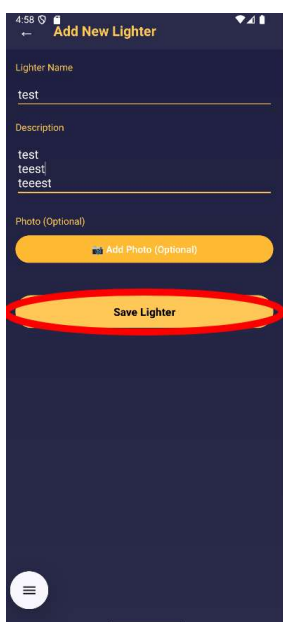 4:58
← Add New Lighter
Lighter Name
test
Description
test
teest
teeest
Photo (Optional)
📸 Add Photo (Optional)
Save Lighter